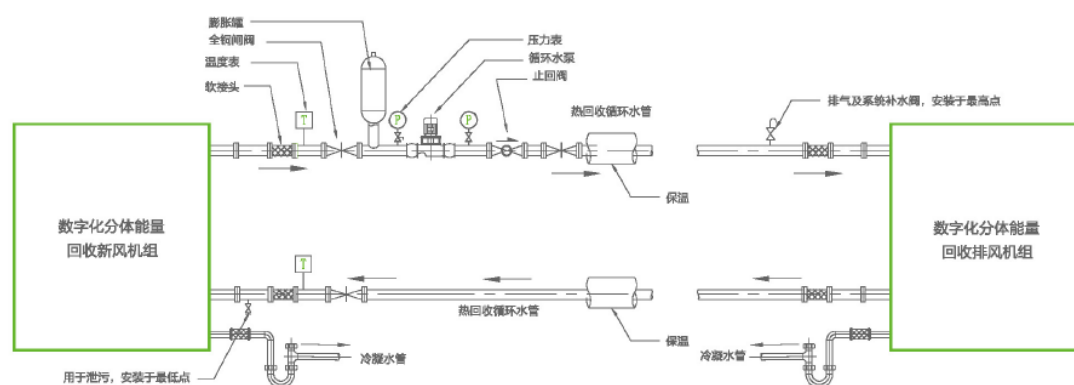 膨胀罐
全铜闸阀
温度表
软接头
压力表
循环水泵
止回阀
热回收循环水管
排气及系统补水阀，安装于最高点
T
P
P
保温
数字化分体能量
回收新风机组
数字化分体能量
回收排风机组
T
热回收循环水管
保温
冷凝水管
冷凝水管
用于泄污，安装于最低点